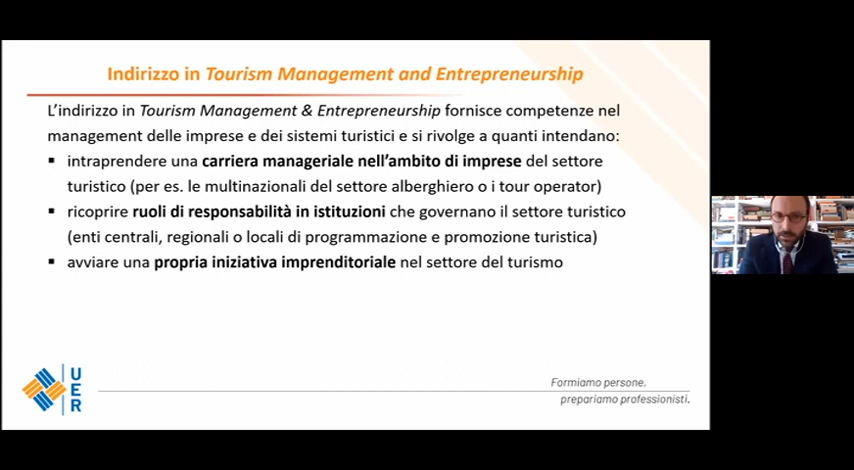 Indirizzo in Tourism Management and Entrepreneurship
L'indirizzo in Tourism Management & Entrepreneurship fornisce competenze nel
management delle imprese e dei sistemi turistici e si rivolge a quanti intendano:
▪ intraprendere una carriera manageriale nell'ambito di imprese del settore
turistico (per es. le multinazionali del settore alberghiero o i tour operator)
▪ ricoprire ruoli di responsabilità in istituzioni che governano il settore turistico
(enti centrali, regionali o locali di programmazione e promozione turistica)
▪ avviare una propria iniziativa imprenditoriale nel settore del turismo
UER
Formiamo persone,
prepariamo professionisti.